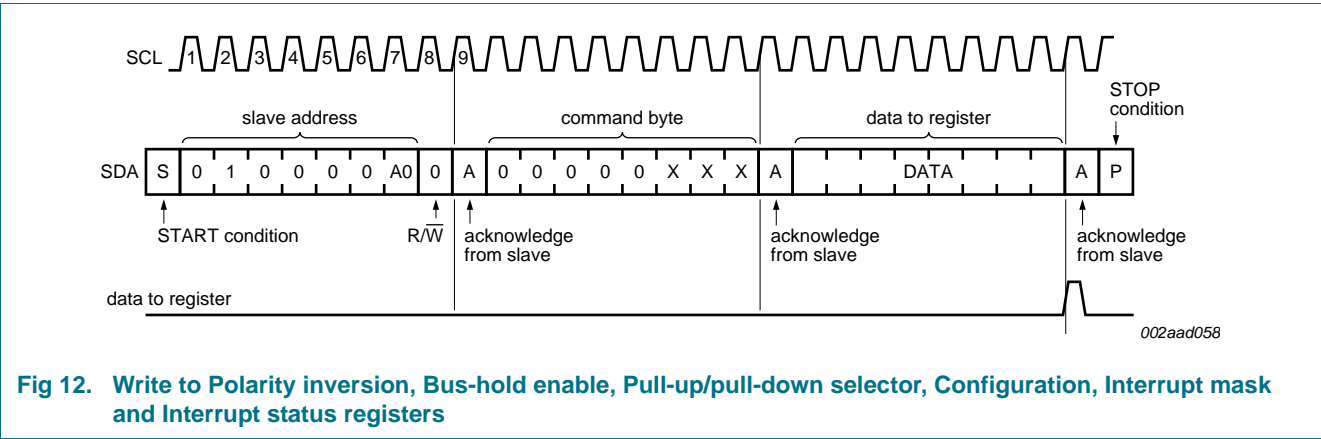 SCL 1 2 3 4 5 6 7 8 9
STOP
condition
slave address command byte data to register
SDA S 0 1 0 0 0 0 A0 0 A 0 0 0 0 0 X X X A DATA A P
START condition R/W̅ acknowledge
from slave acknowledge
from slave acknowledge
from slave
data to register
002aad058
Fig 12. Write to Polarity inversion, Bus-hold enable, Pull-up/pull-down selector, Configuration, Interrupt mask
and Interrupt status registers